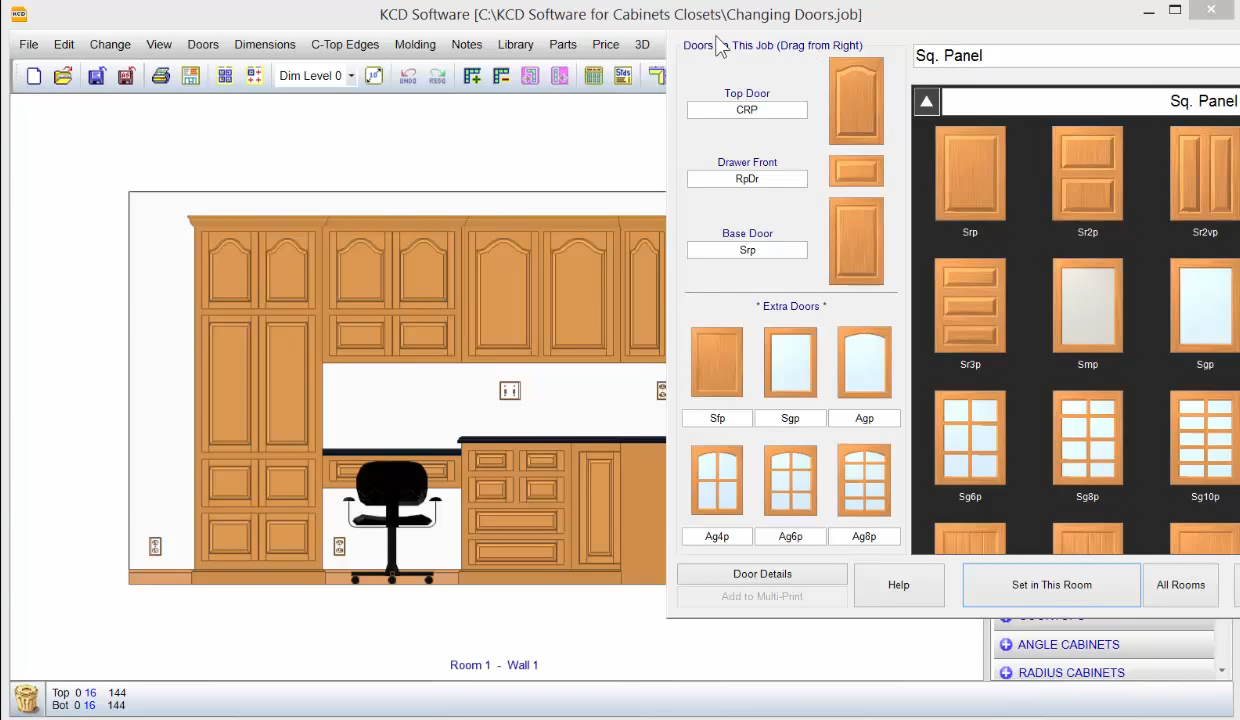 KCD Software [C:\KCD Software for Cabinets Closets\Changing Doors.job]
File Edit Change View Doors Dimensions C-Top Edges Molding Notes Library Parts Price 3D
Dim Level 0
UNDO REDO
Stds
Doors This Job (Drag from Right)
Top Door
CRP
Drawer Front
RpDr
Base Door
Srp
* Extra Doors *
Sfp Sgp Agp
Ag4p Ag6p Ag8p
Door Details
Add to Multi-Print
Help
Set in This Room
All Rooms
Sq. Panel
Sq. Panel
Srp Sr2p Sr2vp
Sr3p Smp Sgp
Sg6p Sg8p Sg10p
ANGLE CABINETS
RADIUS CABINETS
Room 1 - Wall 1
Top 0 16 144
Bot 0 16 144